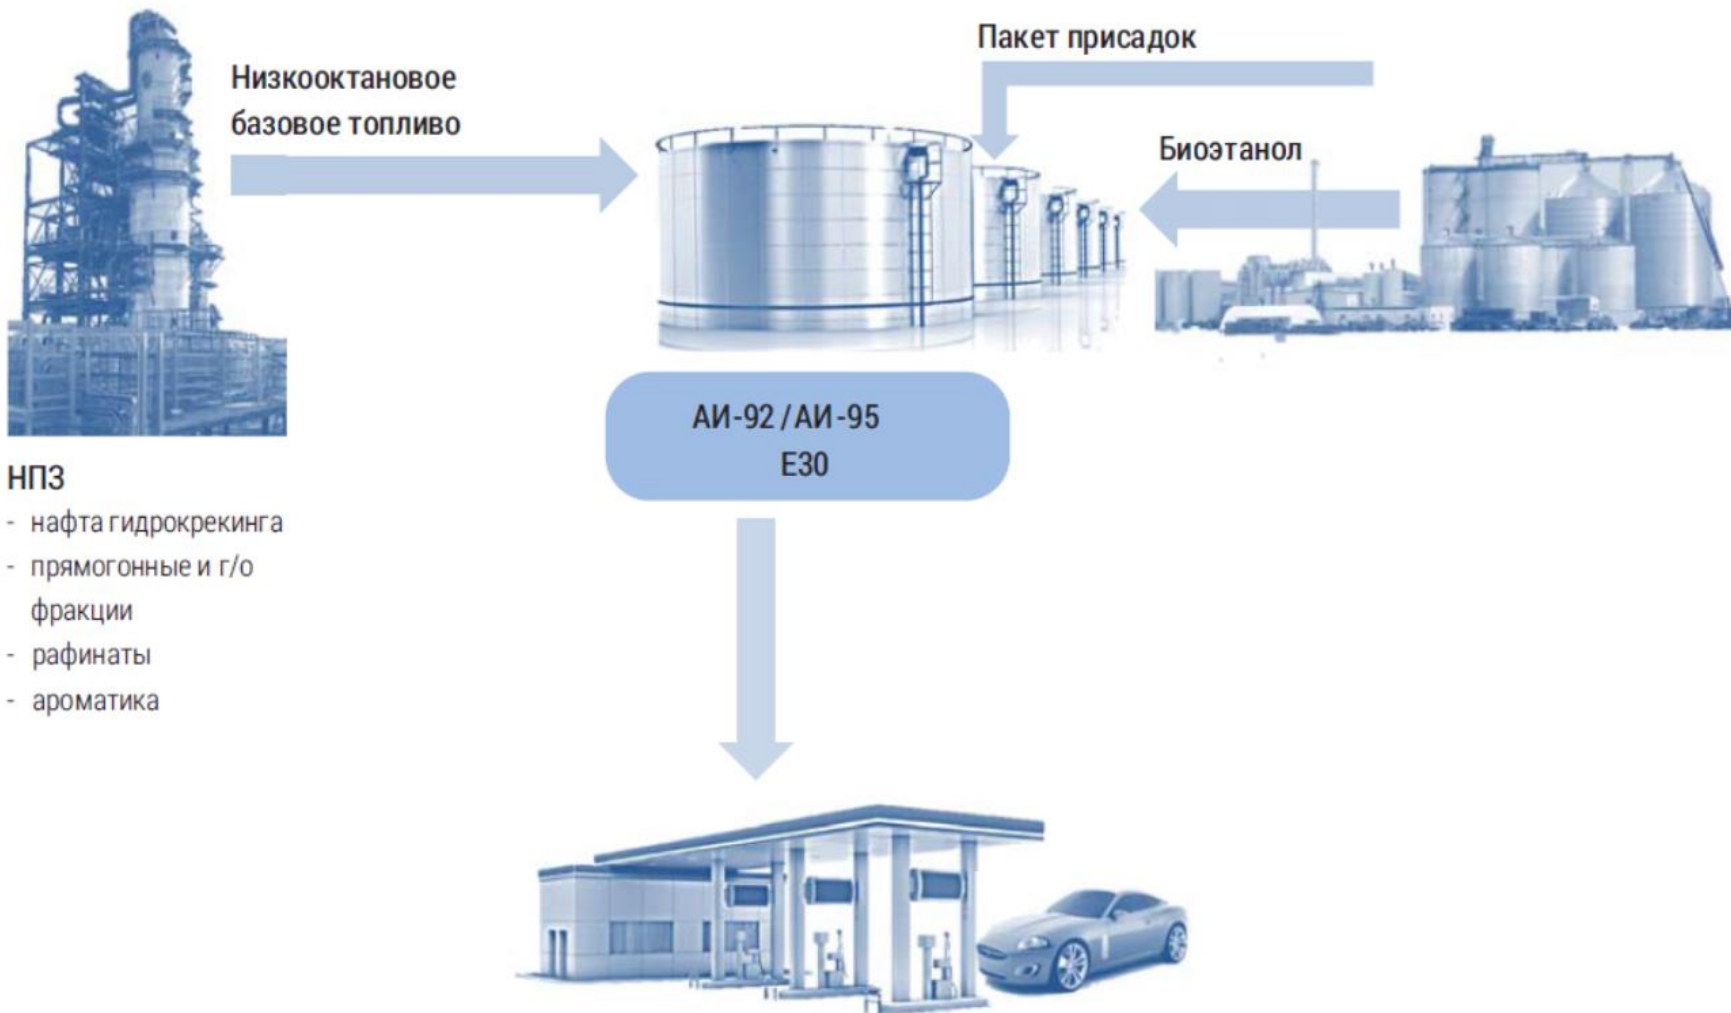 Низкооктановое
базовое топливо
Пакет присадок
Биоэтанол
АИ-92 / АИ-95
Е30
НПЗ
- нафта гидрокрекинга
- прямогонные и г/о
фракции
- рафинаты
- ароматика